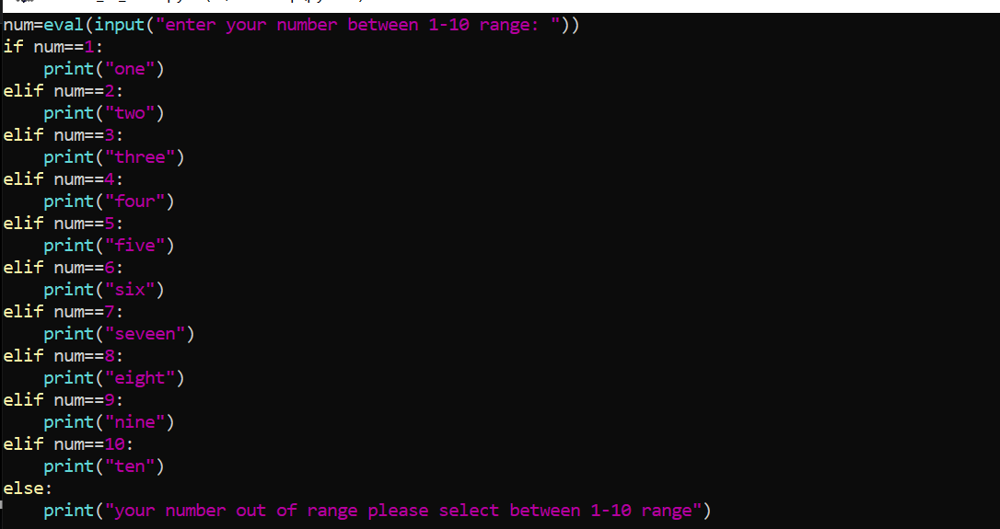 num=eval(input("enter your number between 1-10 range: "))
if num==1:
    print("one")
elif num==2:
    print("two")
elif num==3:
    print("three")
elif num==4:
    print("four")
elif num==5:
    print("five")
elif num==6:
    print("six")
elif num==7:
    print("seveen")
elif num==8:
    print("eight")
elif num==9:
    print("nine")
elif num==10:
    print("ten")
else:
    print("your number out of range please select between 1-10 range")